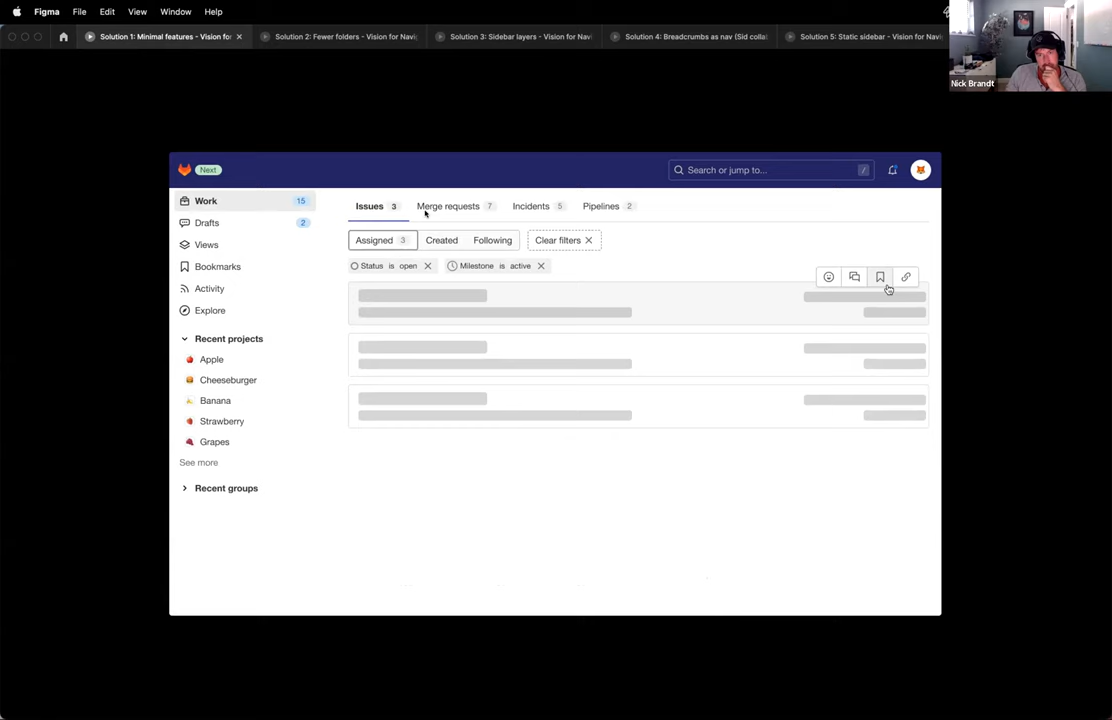 Figma File Edit View Window Help
Solution 1: Minimal features - Vision for
Solution 2: Fewer folders - Vision for Navig
Solution 3: Sidebar layers - Vision for Nav
Solution 4: Breadcrumbs as nav (Sid collab
Solution 5: Static sidebar - Vision for Nav
Nick Brandt
Next
Search or jump to... /
Work 15
Drafts 2
Views
Bookmarks
Activity
Explore
Recent projects
Apple
Cheeseburger
Banana
Strawberry
Grapes
See more
Recent groups
Issues 3 Merge requests 7 Incidents 5 Pipelines 2
Assigned 3 Created Following Clear filters
Status is open Milestone is active